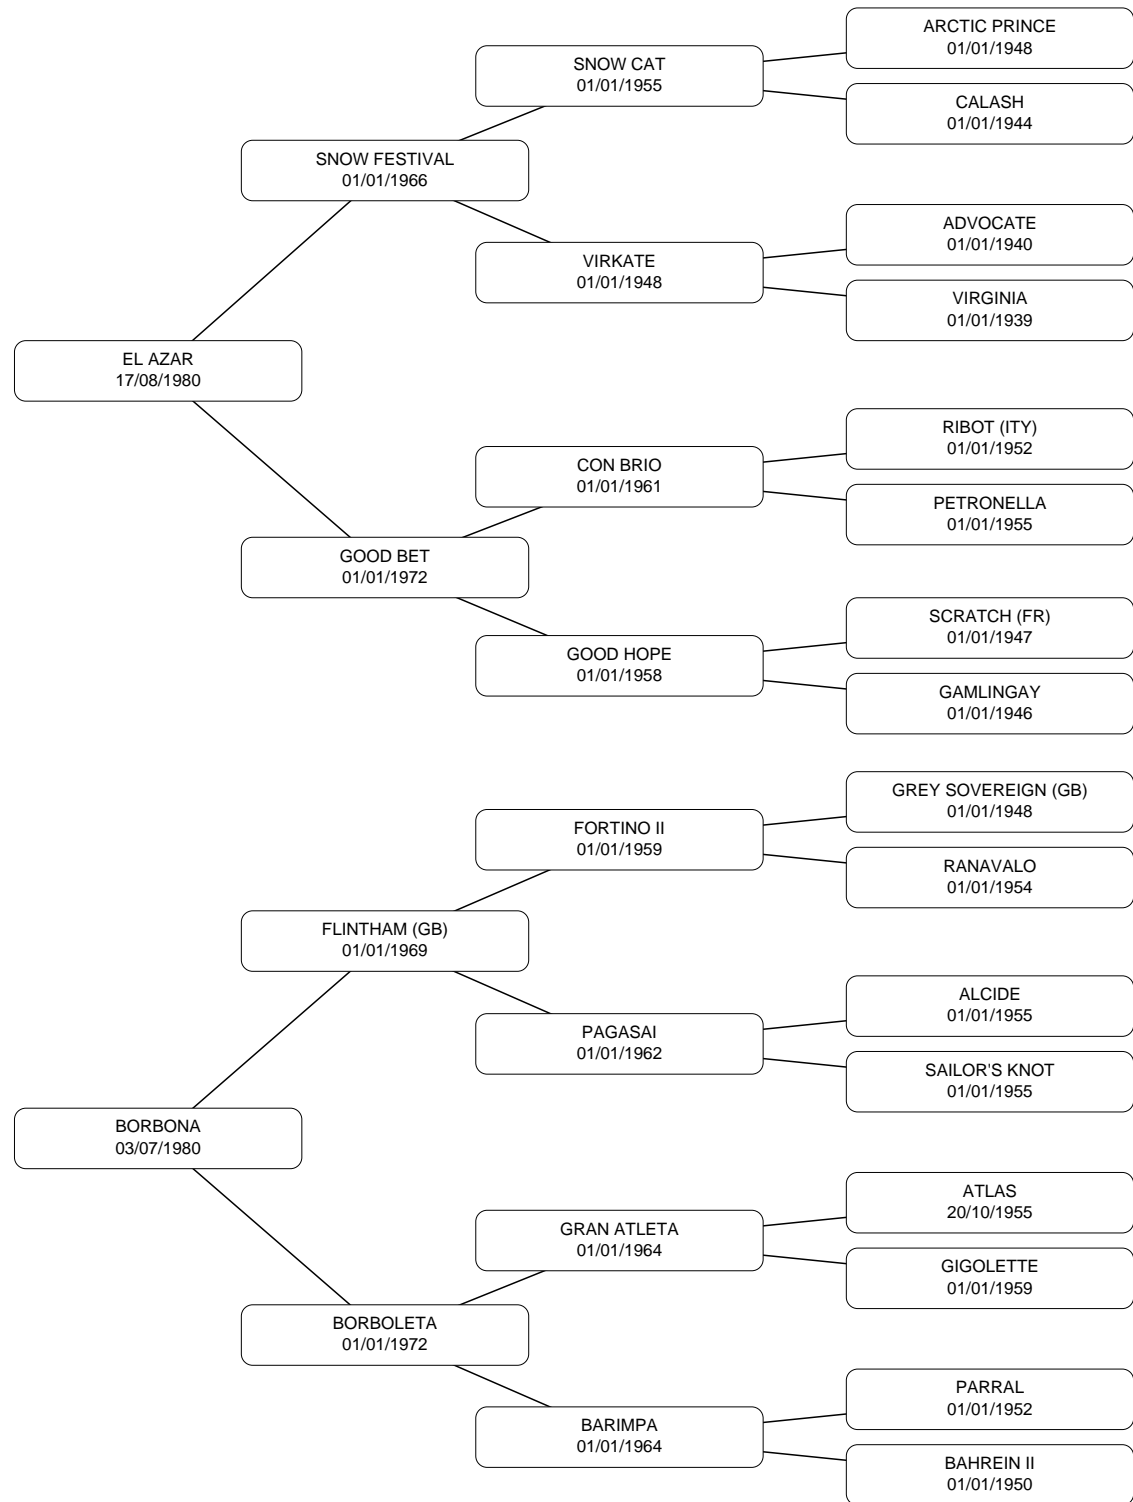 ARCTIC PRINCE
01/01/1948
SNOW CAT
01/01/1955
CALASH
01/01/1944
SNOW FESTIVAL
01/01/1966
ADVOCATE
01/01/1940
VIRKATE
01/01/1948
VIRGINIA
01/01/1939
EL AZAR
17/08/1980
RIBOT (ITY)
01/01/1952
CON BRIO
01/01/1961
PETRONELLA
01/01/1955
GOOD BET
01/01/1972
SCRATCH (FR)
01/01/1947
GOOD HOPE
01/01/1958
GAMLINGAY
01/01/1946
GREY SOVEREIGN (GB)
01/01/1948
FORTINO II
01/01/1959
RANAVALO
01/01/1954
FLINTHAM (GB)
01/01/1969
ALCIDE
01/01/1955
PAGASAI
01/01/1962
SAILOR'S KNOT
01/01/1955
BORBONA
03/07/1980
ATLAS
20/10/1955
GRAN ATLETA
01/01/1964
GIGOLETTE
01/01/1959
BORBOLETA
01/01/1972
PARRAL
01/01/1952
BARIMPA
01/01/1964
BAHREIN II
01/01/1950